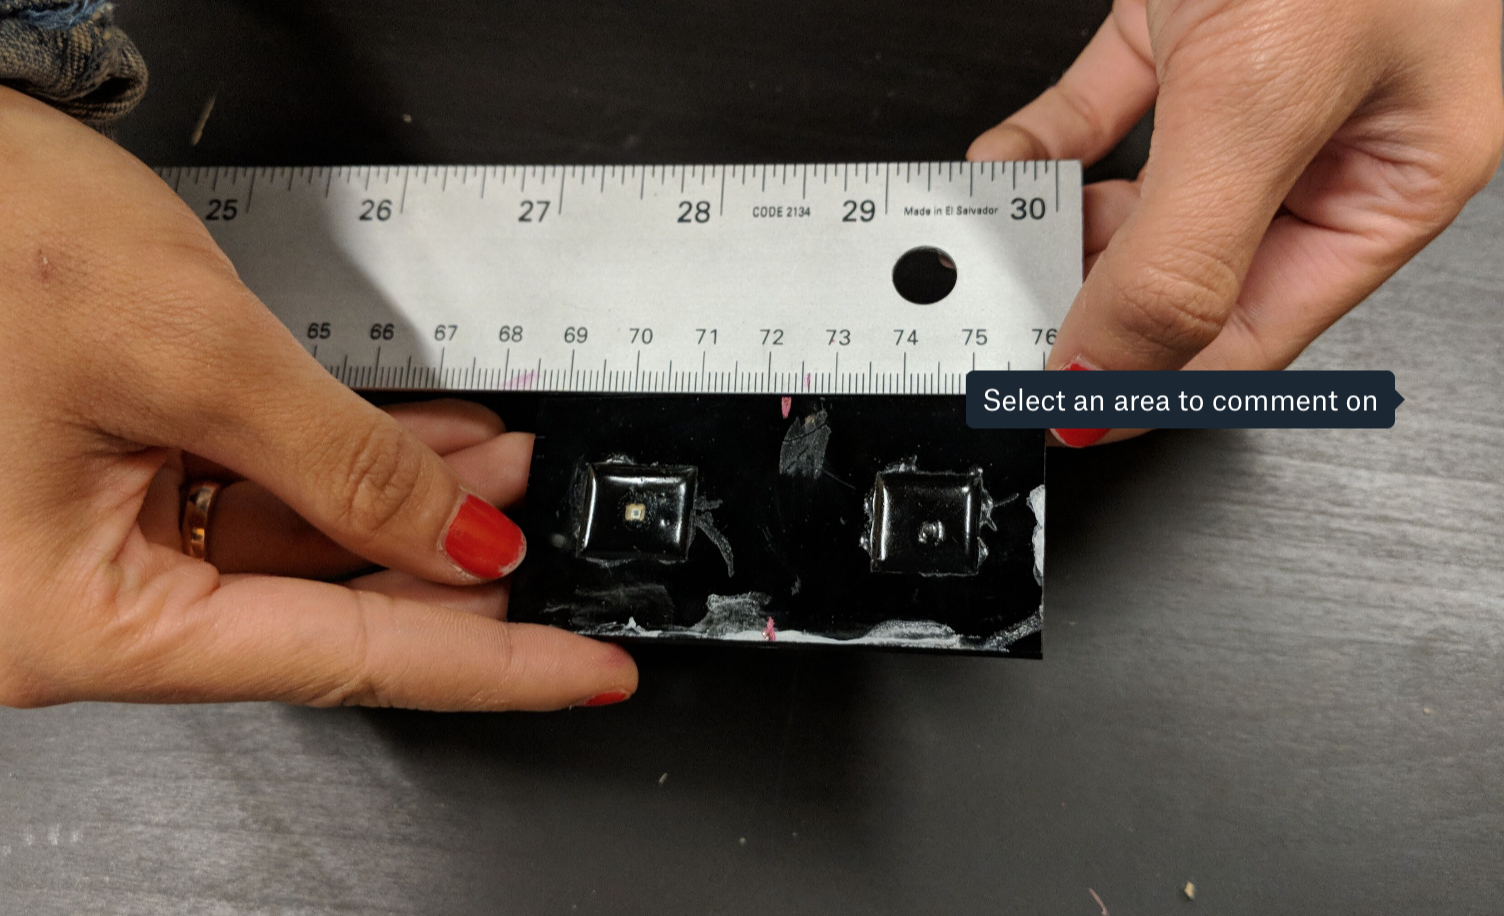 25 26 27 28 CODE 2134 29 Made in El Salvador 30
65 66 67 68 69 70 71 72 73 74 75 76
Select an area to comment on